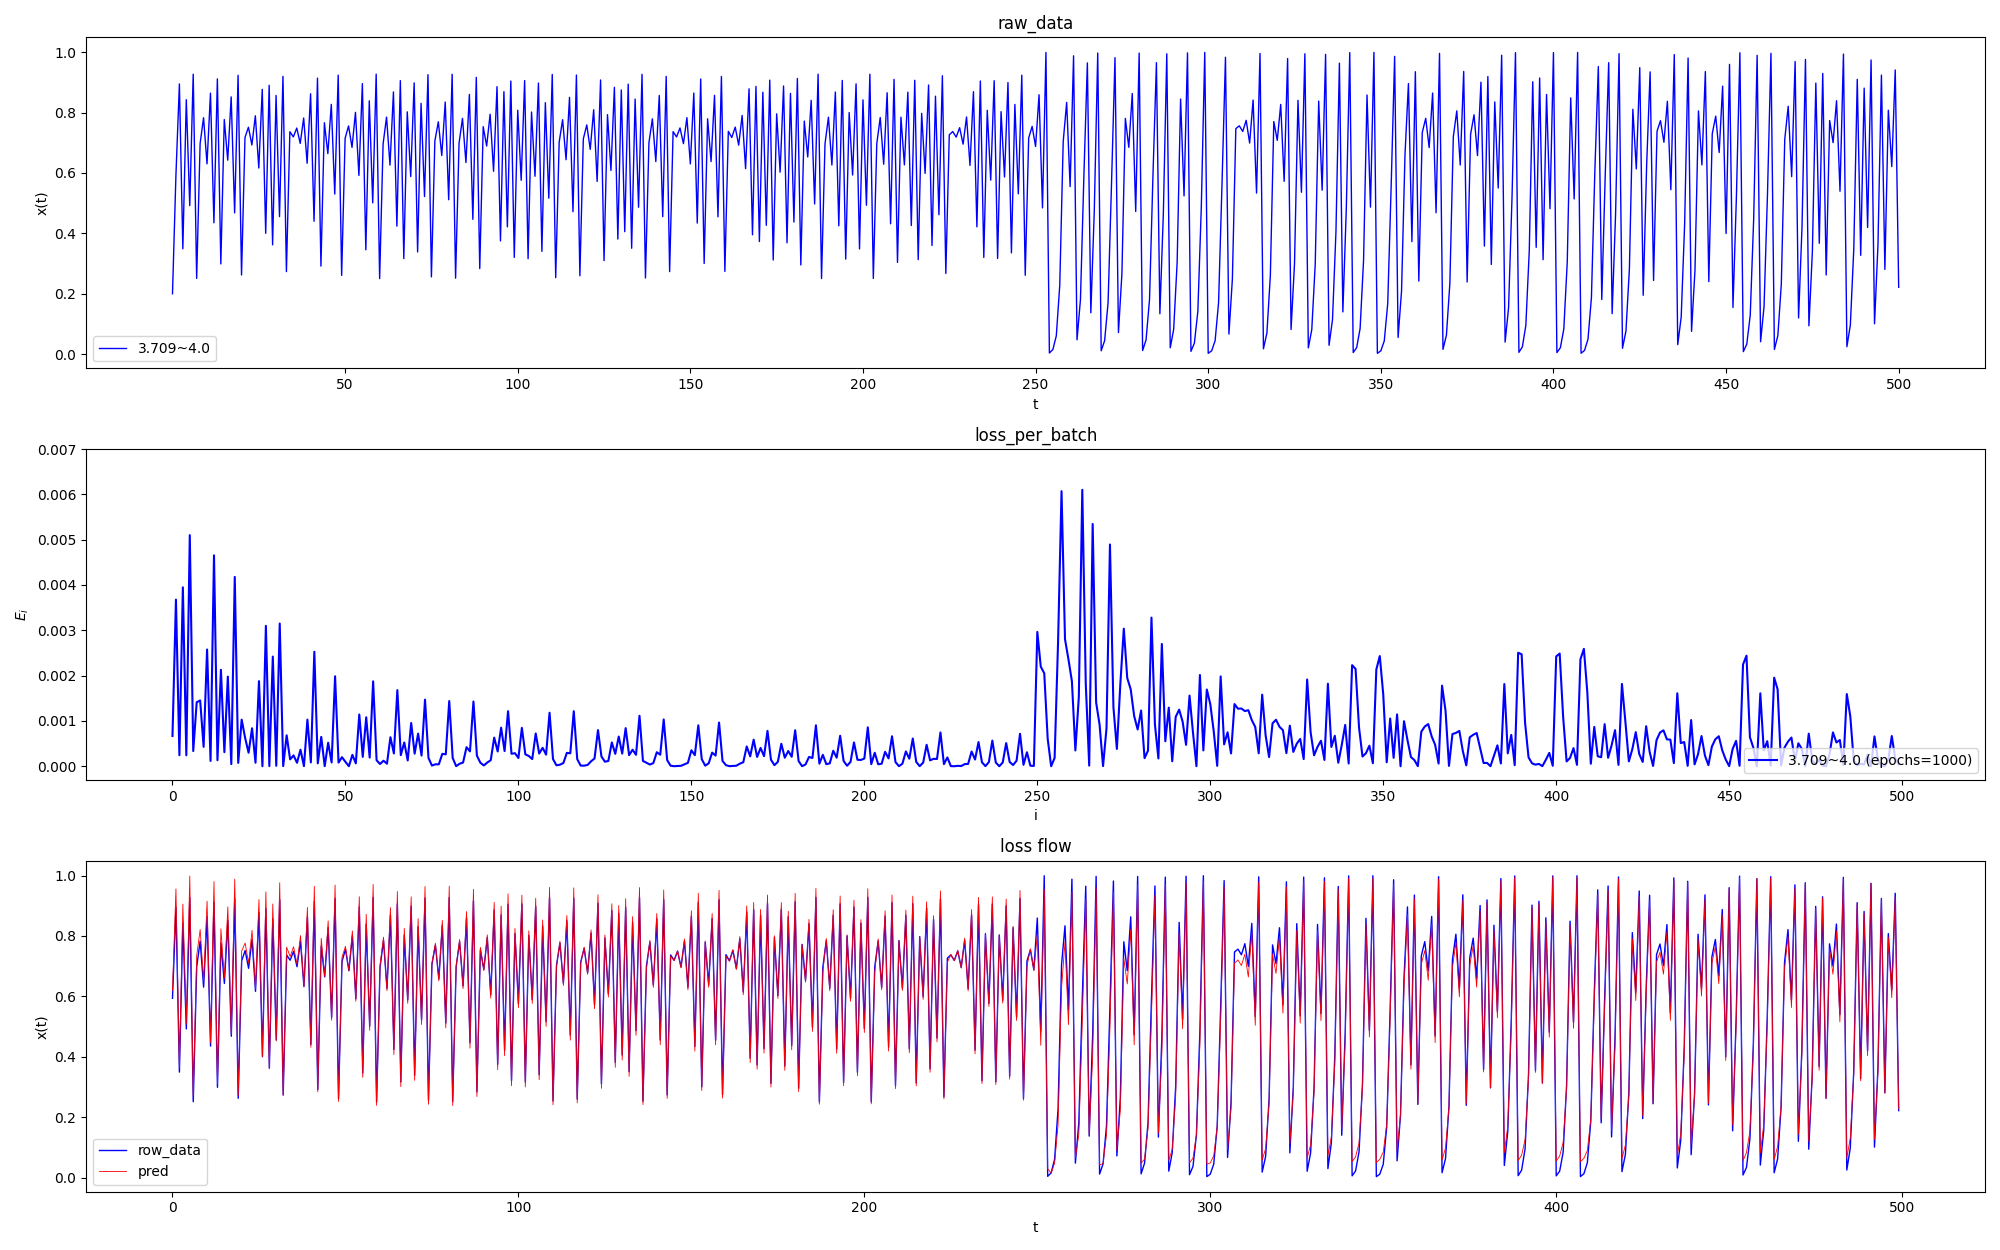 raw_data
1.0
0.8
0.6
0.4
0.2
0.0
x(t)
3.709~4.0
50 100 150 200 250 300 350 400 450 500
t
loss_per_batch
0.007
0.006
0.005
0.004
0.003
0.002
0.001
0.000
E_i
3.709~4.0 (epochs=1000)
0 50 100 150 200 250 300 350 400 450 500
i
loss flow
1.0
0.8
0.6
0.4
0.2
0.0
x(t)
row_data
pred
0 100 200 300 400 500
t